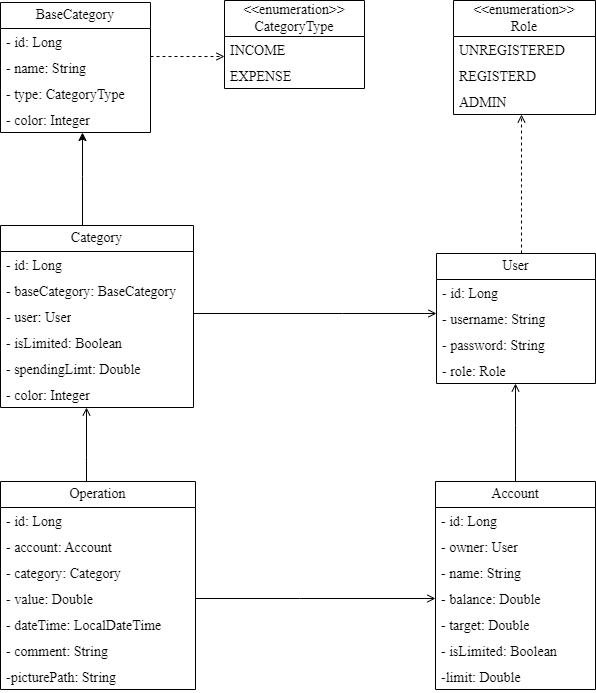 BaseCategory
- id: Long
- name: String
- type: CategoryType
- color: Integer
<<enumeration>>
CategoryType
INCOME
EXPENSE
<<enumeration>>
Role
UNREGISTERED
REGISTERD
ADMIN
Category
- id: Long
- baseCategory: BaseCategory
- user: User
- isLimited: Boolean
- spendingLimt: Double
- color: Integer
User
- id: Long
- username: String
- password: String
- role: Role
Operation
- id: Long
- account: Account
- category: Category
- value: Double
- dateTime: LocalDateTime
- comment: String
-picturePath: String
Account
- id: Long
- owner: User
- name: String
- balance: Double
- target: Double
- isLimited: Boolean
-limit: Double